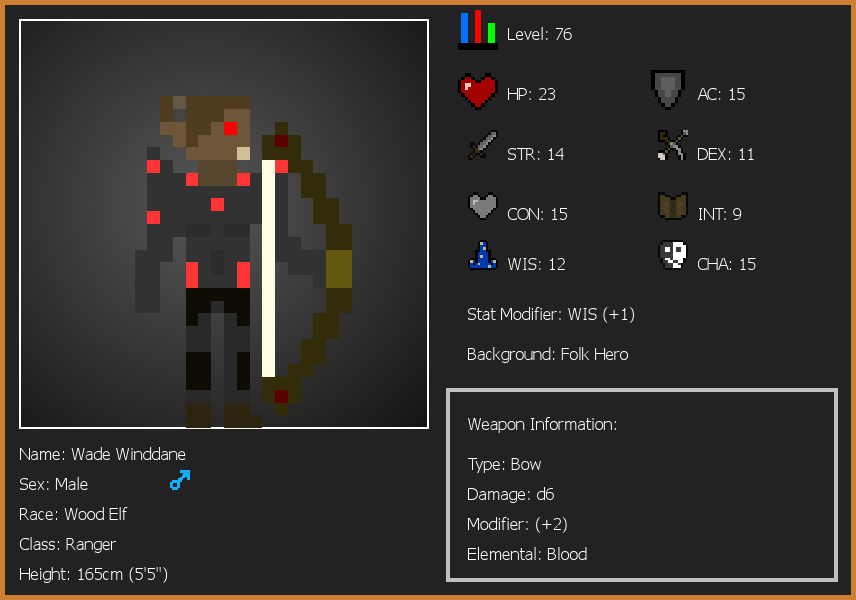 Level: 76
HP: 23
AC: 15
STR: 14
DEX: 11
CON: 15
INT: 9
WIS: 12
CHA: 15
Stat Modifier: WIS (+1)
Background: Folk Hero
Weapon Information:
Type: Bow
Damage: d6
Modifier: (+2)
Elemental: Blood
Name: Wade Winddane
Sex: Male
Race: Wood Elf
Class: Ranger
Height: 165cm (5'5")